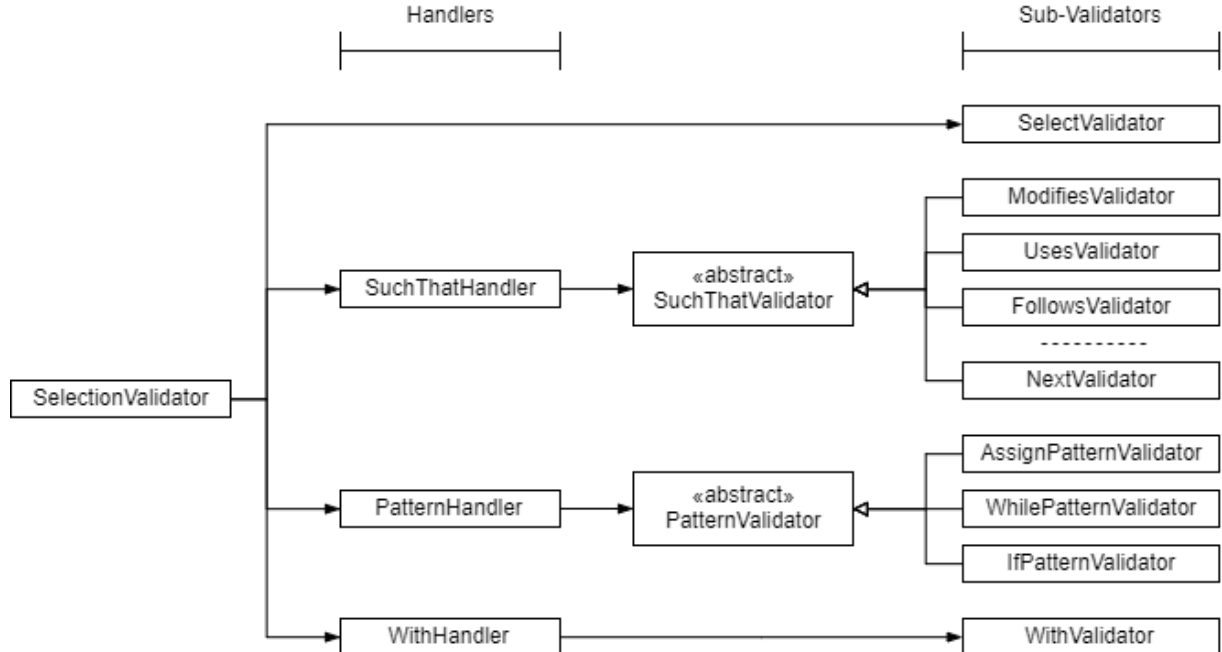 Handlers
Sub-Validators
SelectValidator
ModifiesValidator
UsesValidator
«abstract»
SuchThatValidator
SuchThatHandler
FollowsValidator
NextValidator
SelectionValidator
AssignPatternValidator
«abstract»
PatternValidator
PatternHandler
WhilePatternValidator
IfPatternValidator
WithHandler
WithValidator